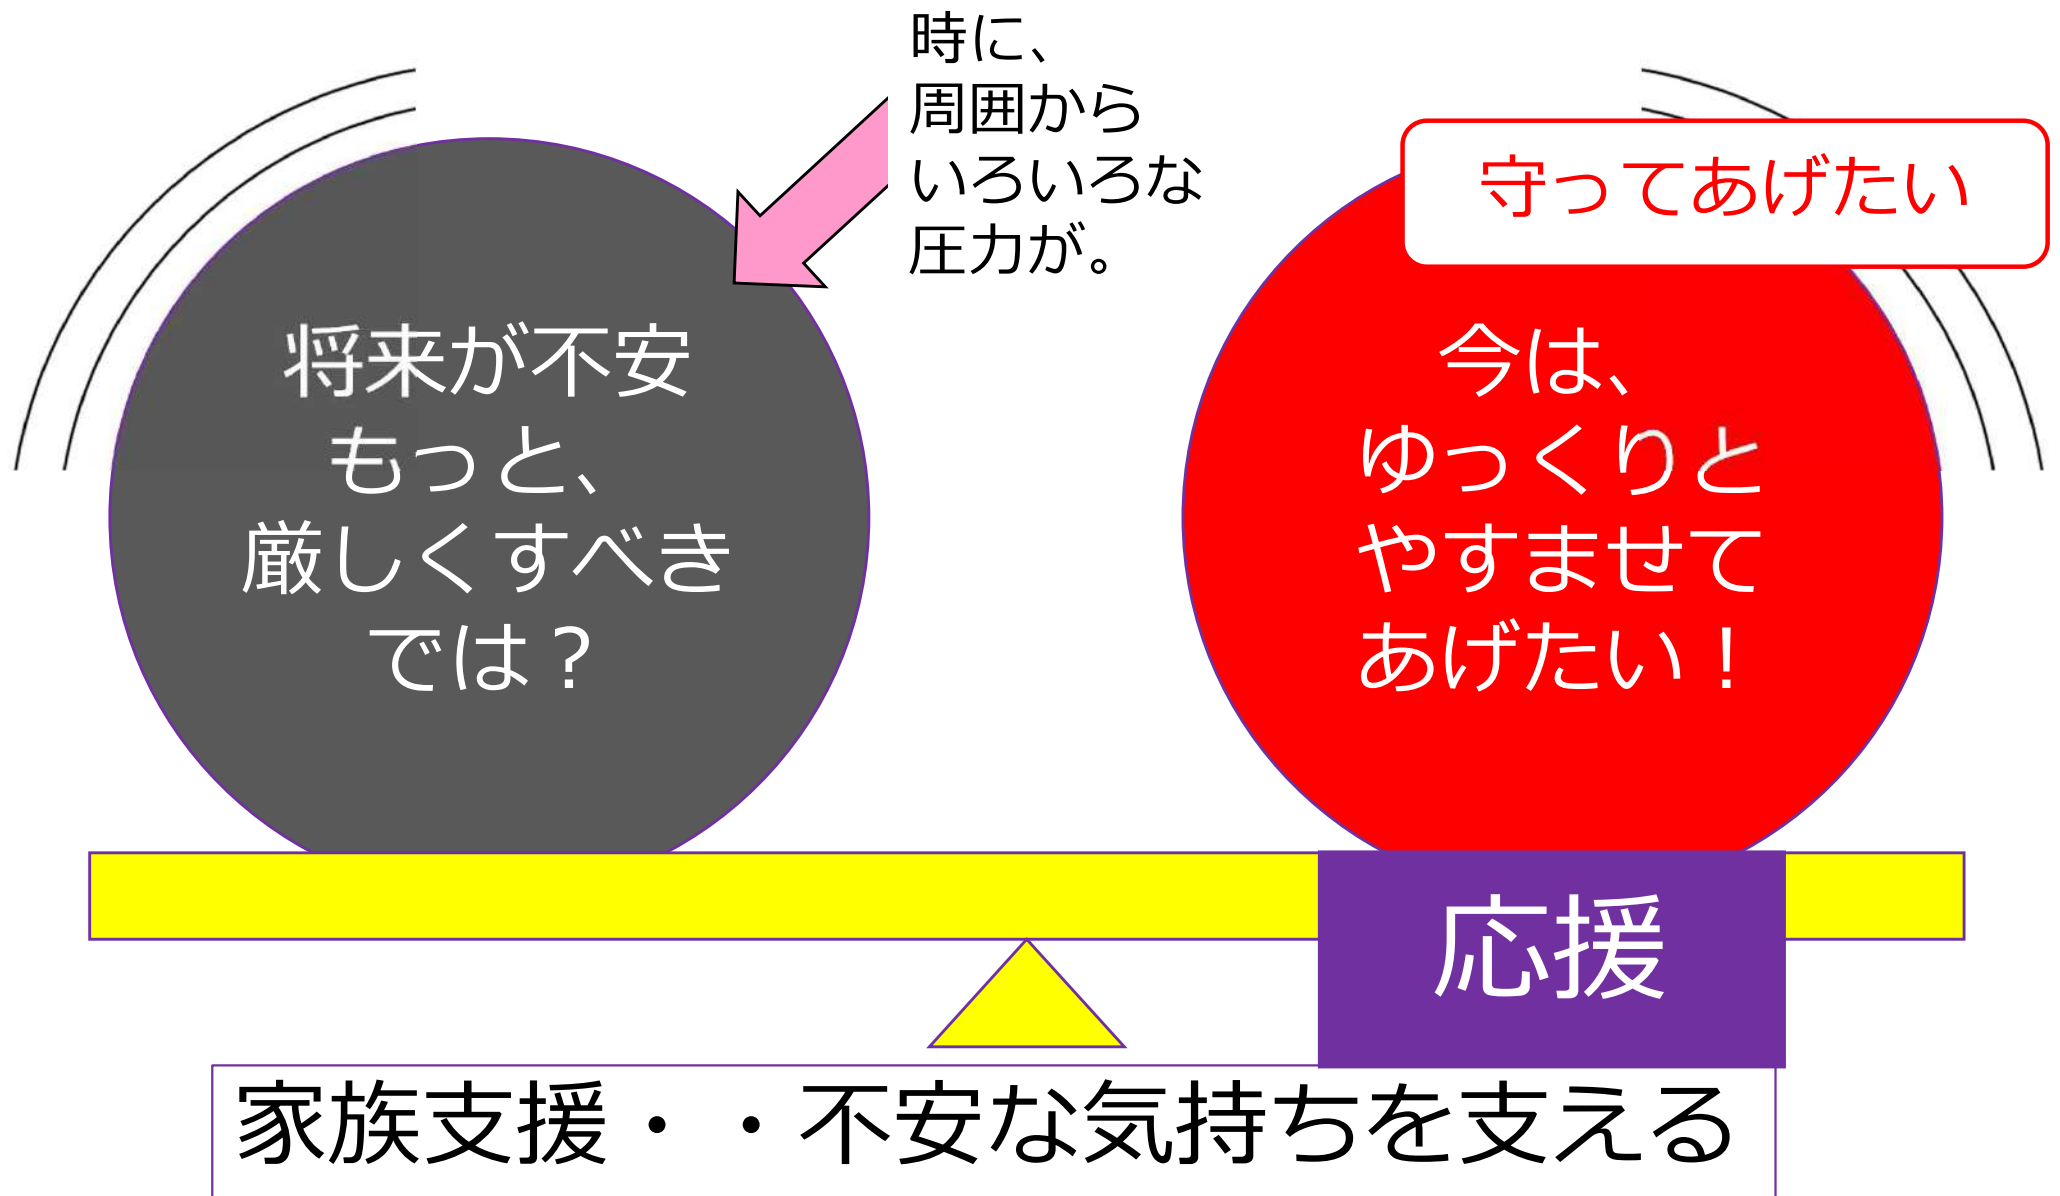 時に、
周囲から
いろいろな
圧力が。
守ってあげたい
将来が不安
もっと、
厳しくすべき
では？
今は、
ゆっくりと
やすませて
あげたい！
応援
家族支援・・不安な気持ちを支える